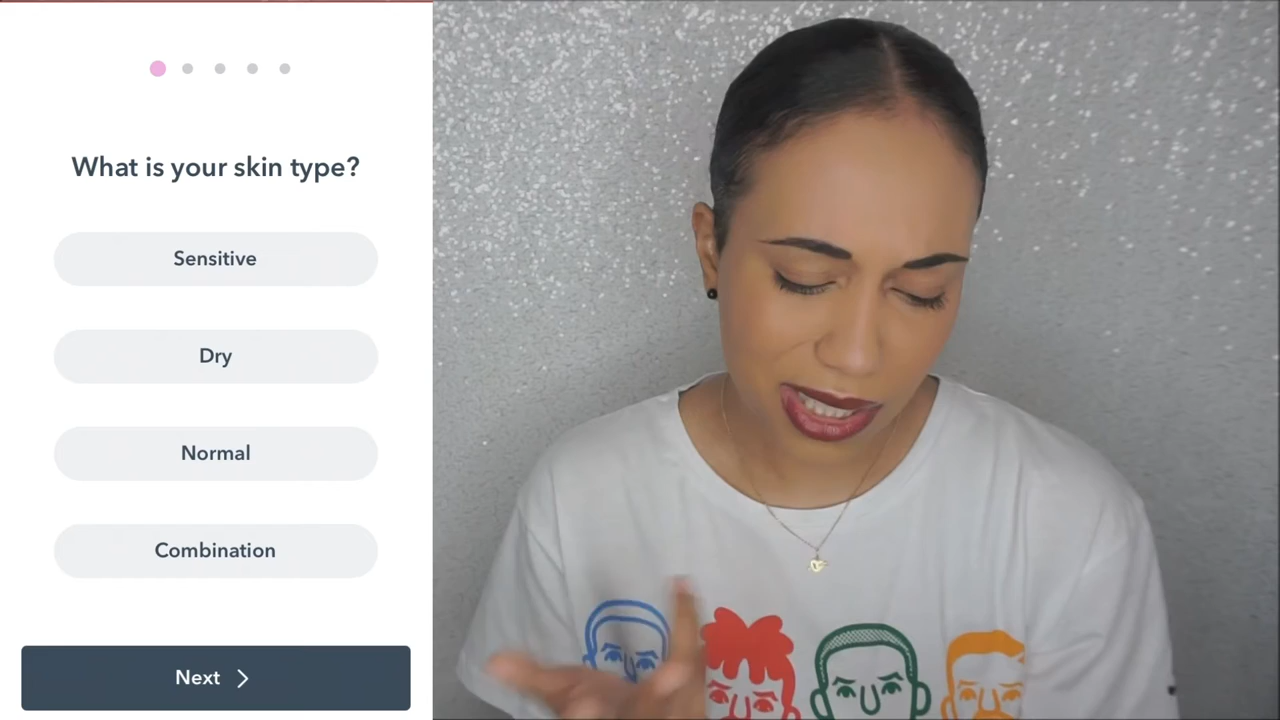 What is your skin type?
Sensitive
Dry
Normal
Combination
Next